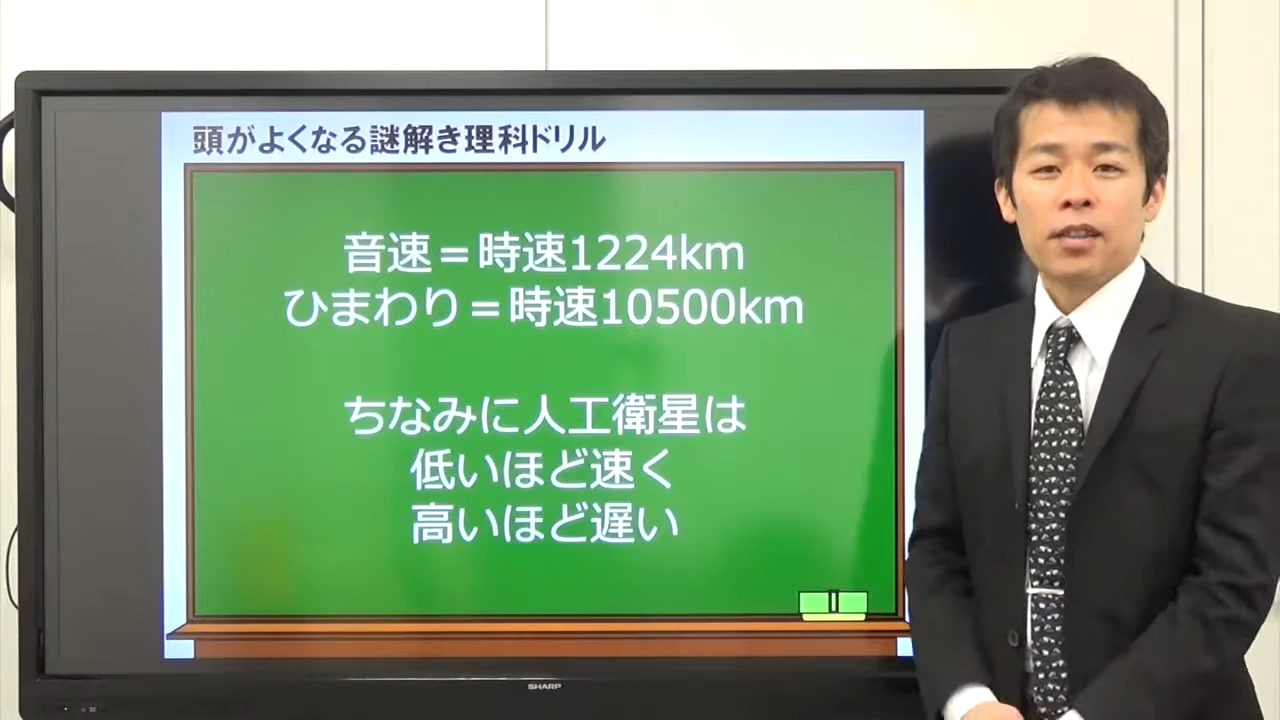 頭がよくなる謎解き理科ドリル
音速＝時速1224km
ひまわり＝時速10500km
ちなみに人工衛星は
低いほど速く
高いほど遅い
SHARP